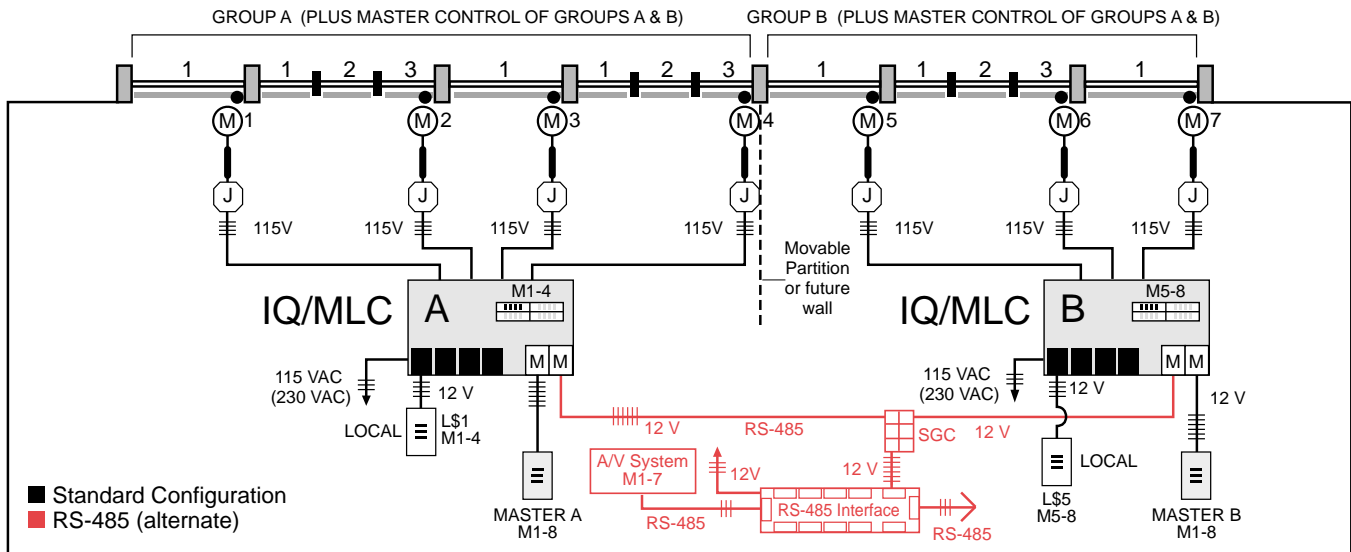 GROUP A (PLUS MASTER CONTROL OF GROUPS A & B)
GROUP B (PLUS MASTER CONTROL OF GROUPS A & B)
1 1 2 3 1 1 2 3 1 1 2 3 1
M 1 M 2 M 3 M 4 M 5 M 6 M 7
J J J J J J J
115V 115V 115V 115V 115V 115V 115V
Movable
Partition
or future
wall
IQ/MLC
A
M1-4
M M
IQ/MLC
B
M5-8
M M
115 VAC
(230 VAC)
12 V
LOCAL
L$1
M1-4
MASTER A
M1-8
12 V
RS-485
SGC
12 V
A/V System
M1-7
12V
12 V
RS-485
RS-485 Interface
RS-485
115 VAC
(230 VAC)
12 V
LOCAL
L$5
M5-8
12 V
MASTER B
M1-8
Standard Configuration
RS-485 (alternate)